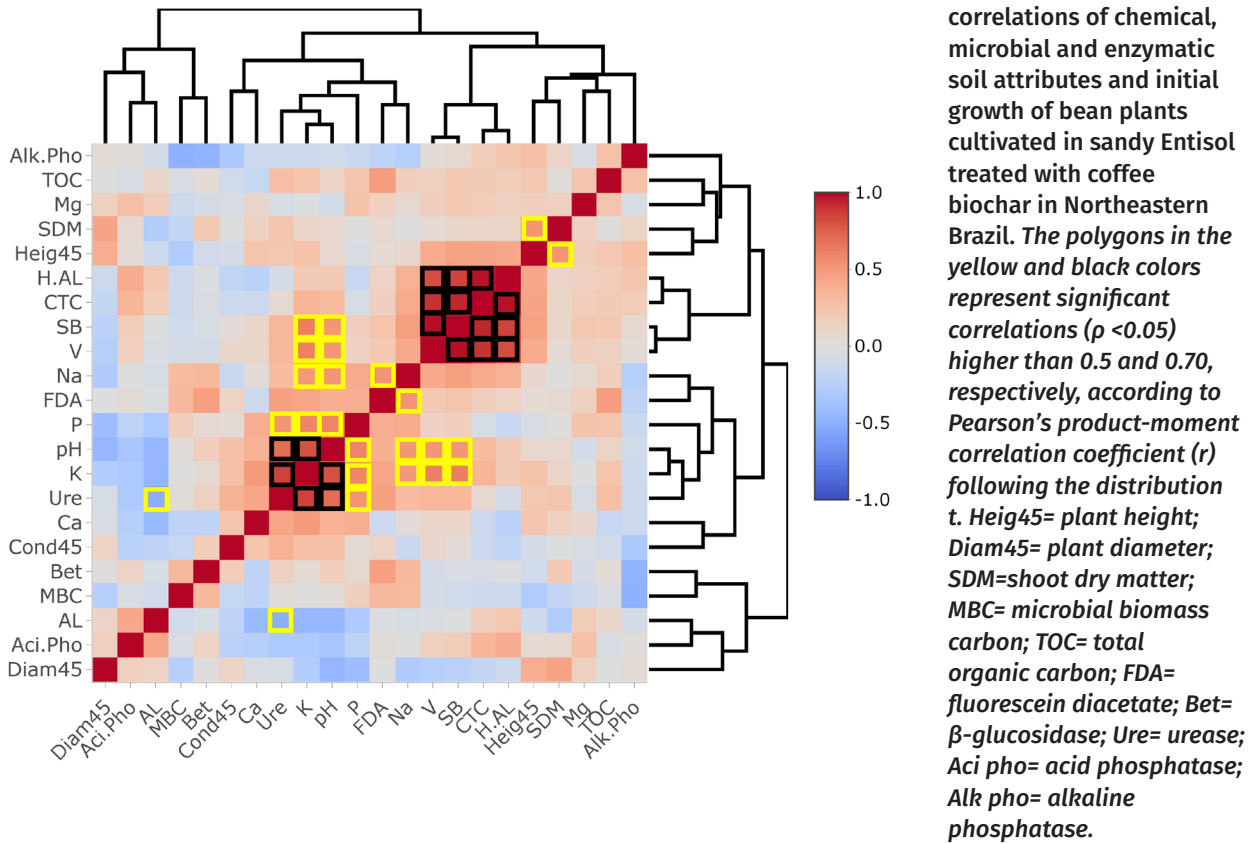 Alk.Pho
TOC
Mg
SDM
Heig45
H.AL
CTC
SB
V
Na
FDA
P
pH
K
Ure
Ca
Cond45
Bet
MBC
AL
Aci.Pho
Diam45
Diam45
Aci.Pho
AL
MBC
Bet
Cond45
Ca
Ure
K
pH
P
FDA
Na
V
SB
CTC
H.AL
Heig45
SDM
Mg
TOC
Alk.Pho
1.0
0.5
0.0
-0.5
-1.0
correlations of chemical,
microbial and enzymatic
soil attributes and initial
growth of bean plants
cultivated in sandy Entisol
treated with coffee
biochar in Northeastern
Brazil. The polygons in the
yellow and black colors
represent significant
correlations (ρ <0.05)
higher than 0.5 and 0.70,
respectively, according to
Pearson’s product-moment
correlation coefficient (r)
following the distribution
t. Heig45= plant height;
Diam45= plant diameter;
SDM=shoot dry matter;
MBC= microbial biomass
carbon; TOC= total
organic carbon; FDA=
fluorescein diacetate; Bet=
β-glucosidase; Ure= urease;
Aci pho= acid phosphatase;
Alk pho= alkaline
phosphatase.